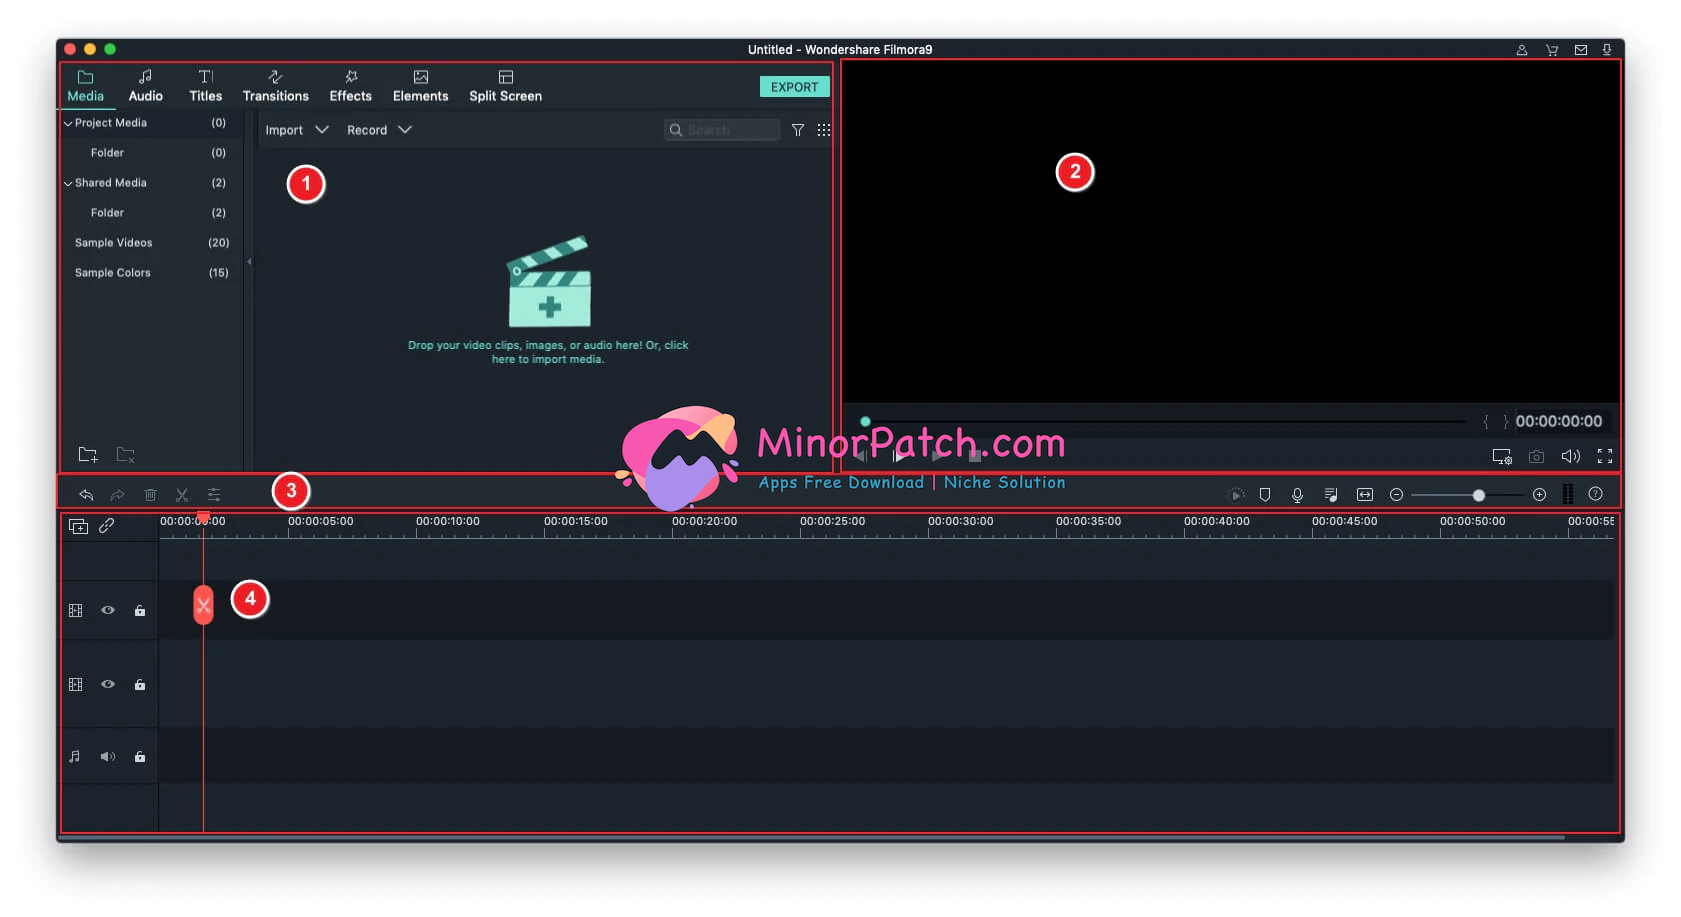 Untitled - Wondershare Filmora9
Media Audio Titles Transitions Effects Elements Split Screen EXPORT
Project Media (0)
Folder (0)
Shared Media (2)
Folder (2)
Sample Videos (20)
Sample Colors (15)
Import Record Search
1
2
Drop your video clips, images, or audio here! Or, click
here to import media.
00:00:00:00
MinorPatch.com
Apps Free Download | Niche Solution
3
00:00:00:00 00:00:05:00 00:00:10:00 00:00:15:00 00:00:20:00 00:00:25:00 00:00:30:00 00:00:35:00 00:00:40:00 00:00:45:00 00:00:50:00 00:00:55
4